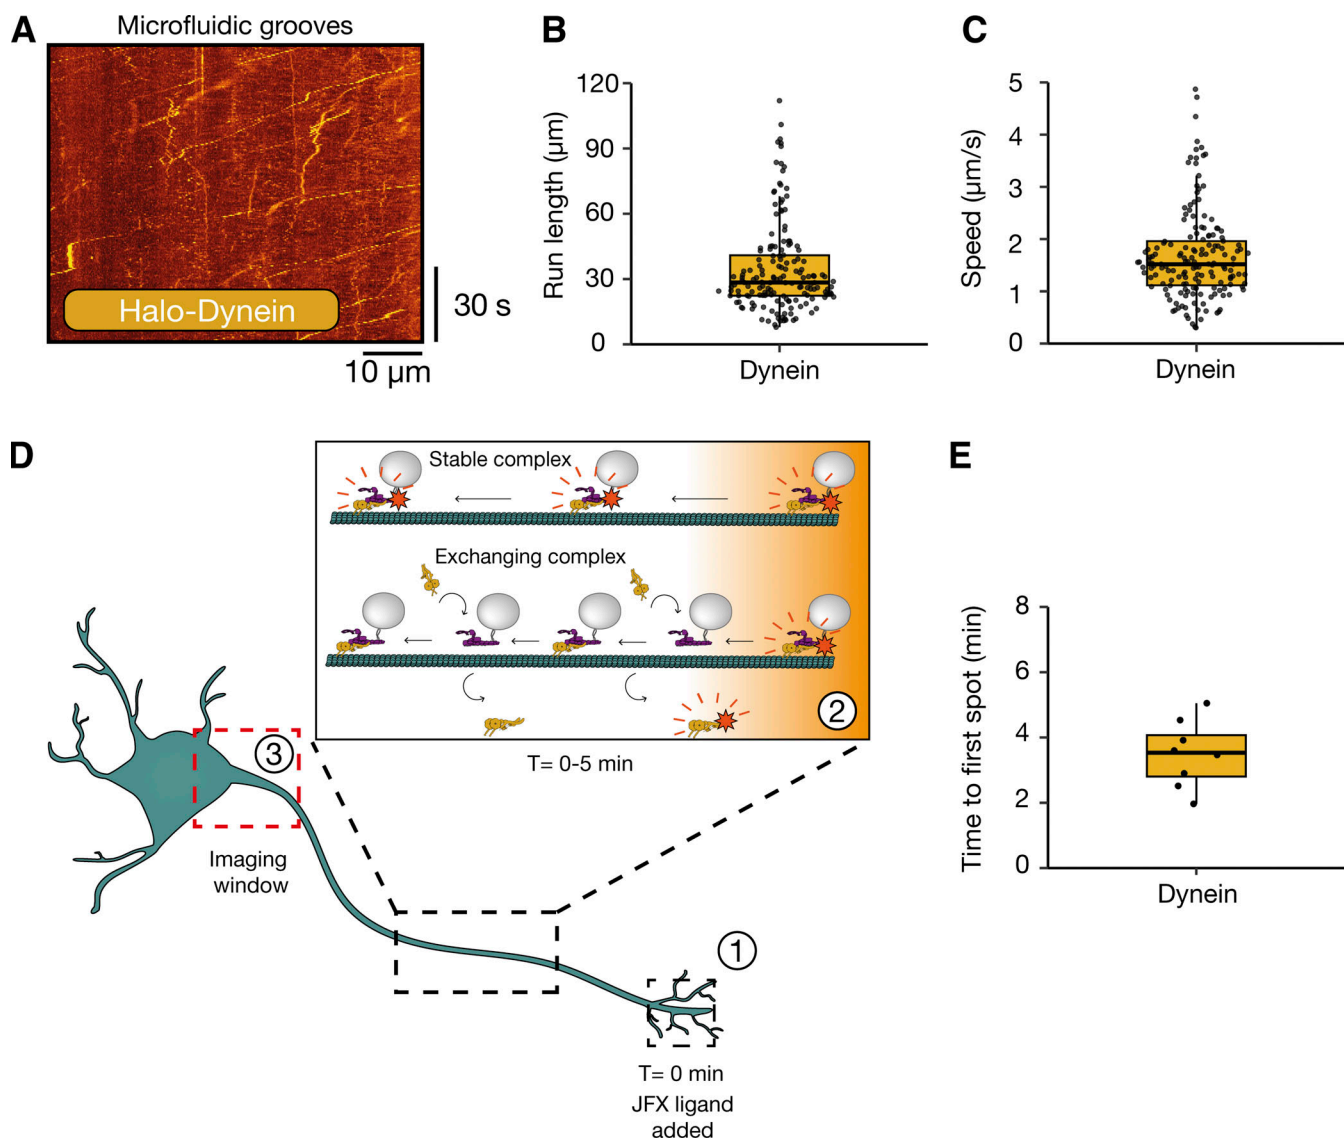 A
Microfluidic grooves
Halo-Dynein
30 s
10 µm
B
Run length (µm)
120
90
60
30
0
Dynein
C
Speed (µm/s)
5
4
3
2
1
0
Dynein
D
Stable complex
Exchanging complex
2
T= 0-5 min
3
Imaging
window
1
T= 0 min
JFX ligand
added
E
Time to first spot (min)
8
6
4
2
0
Dynein